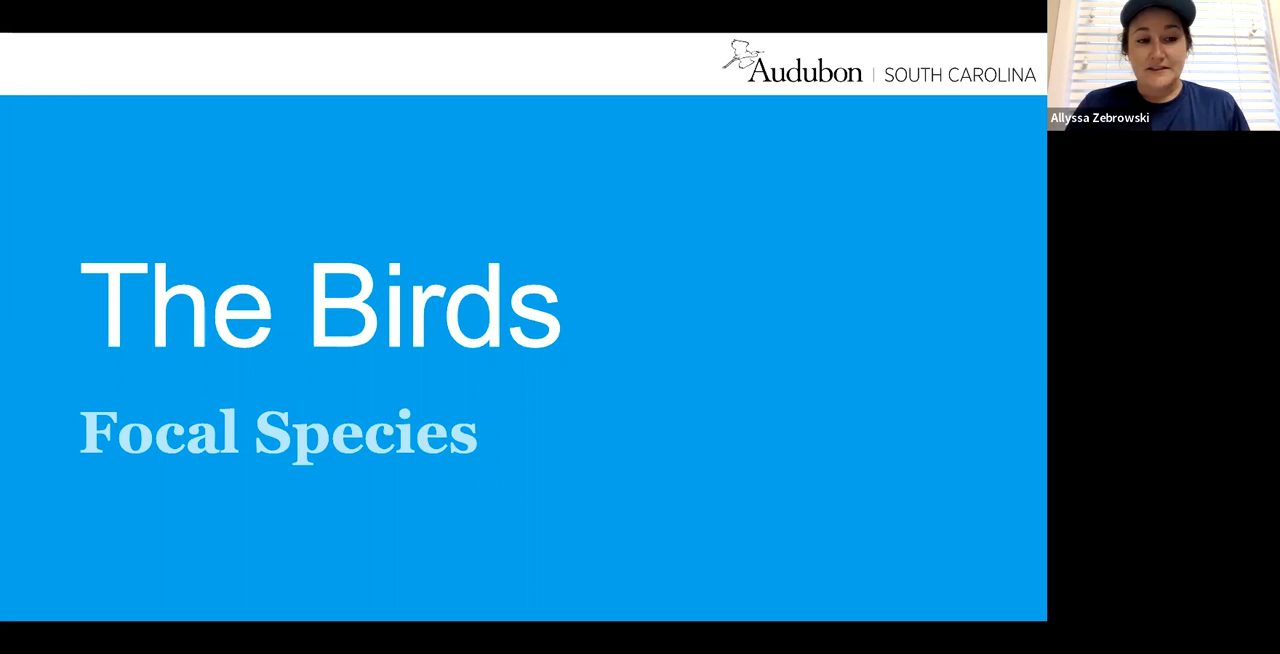 Audubon | SOUTH CAROLINA
Allyssa Zebrowski
The Birds
Focal Species